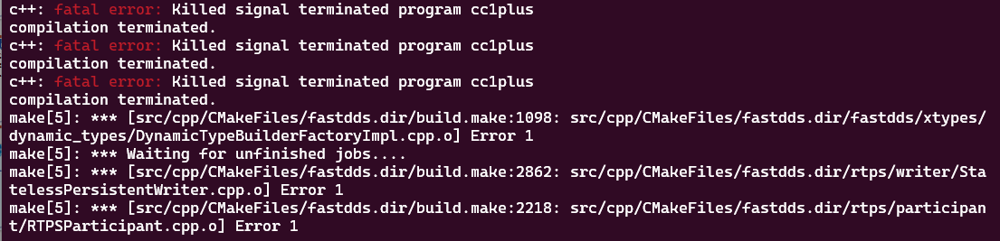 c++: fatal error: Killed signal terminated program cc1plus
compilation terminated.
c++: fatal error: Killed signal terminated program cc1plus
compilation terminated.
c++: fatal error: Killed signal terminated program cc1plus
compilation terminated.
make[5]: *** [src/cpp/CMakeFiles/fastdds.dir/build.make:1098: src/cpp/CMakeFiles/fastdds.dir/fastdds/xtypes/
dynamic_types/DynamicTypeBuilderFactoryImpl.cpp.o] Error 1
make[5]: *** Waiting for unfinished jobs....
make[5]: *** [src/cpp/CMakeFiles/fastdds.dir/build.make:2862: src/cpp/CMakeFiles/fastdds.dir/rtps/writer/Sta
telessPersistentWriter.cpp.o] Error 1
make[5]: *** [src/cpp/CMakeFiles/fastdds.dir/build.make:2218: src/cpp/CMakeFiles/fastdds.dir/rtps/participan
t/RTPSParticipant.cpp.o] Error 1